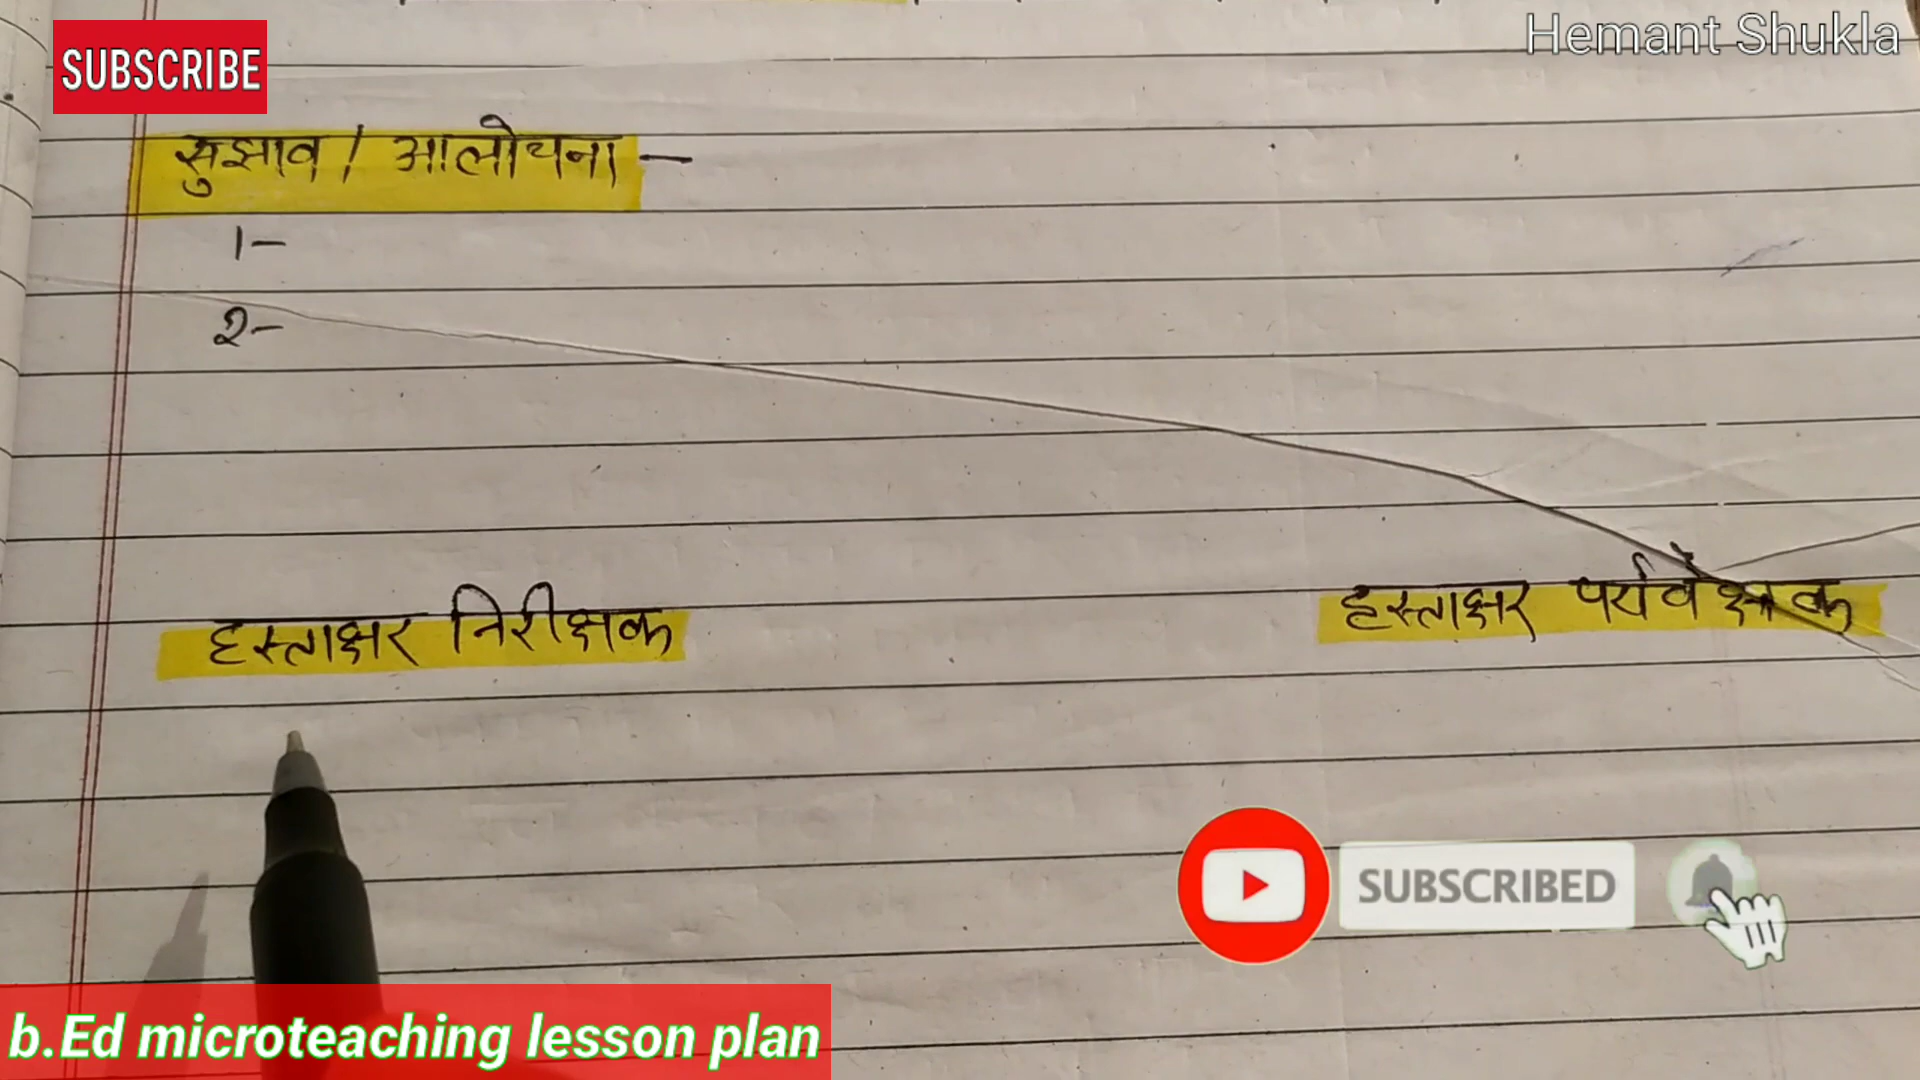 Hemant Shukla
SUBSCRIBE
सुझाव / आलोचना –
1–
2–
हस्ताक्षर निरीक्षक
हस्ताक्षर पर्यवेक्षक
SUBSCRIBED
b.Ed microteaching lesson plan